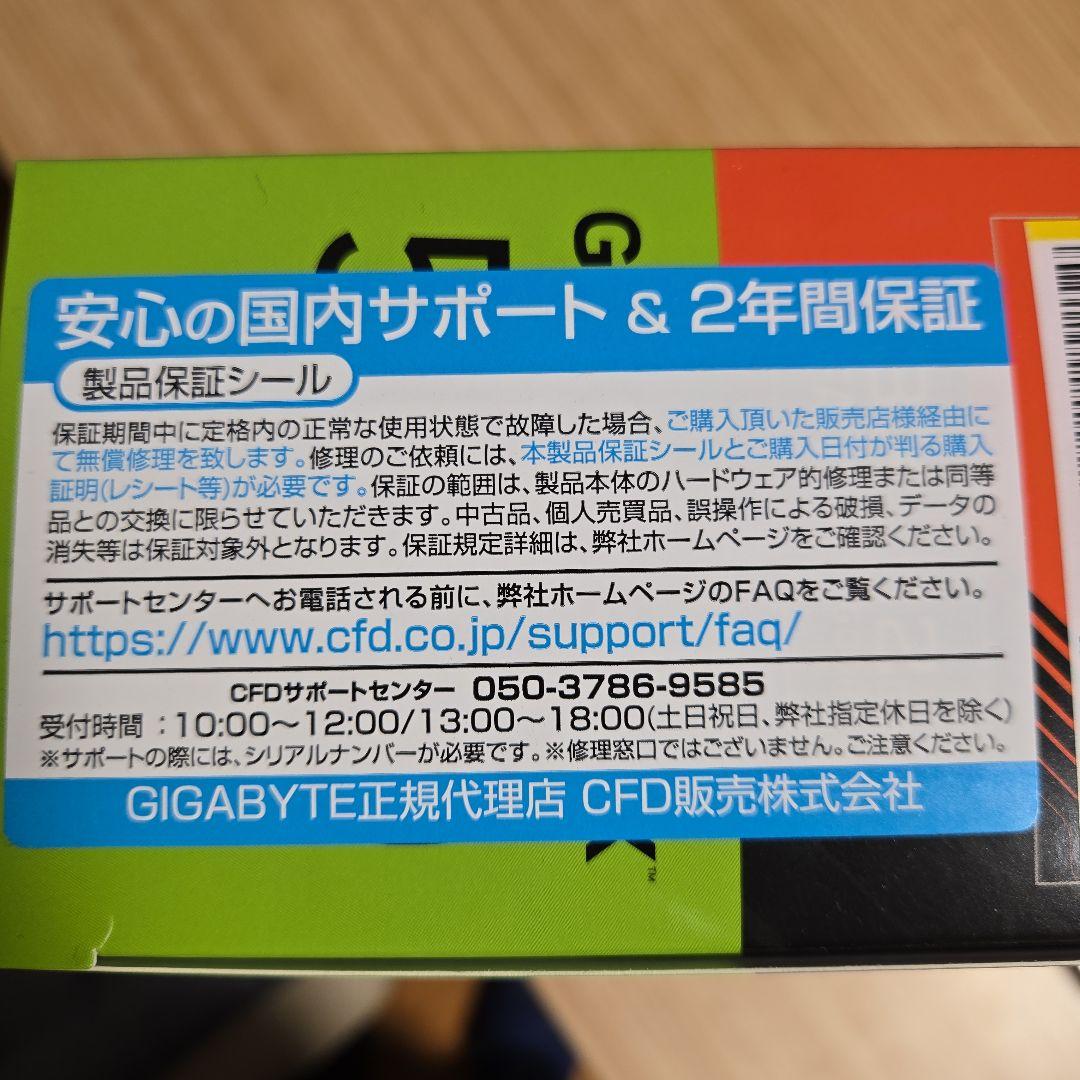 安心の国内サポート & 2年間保証
製品保証シール
保証期間中に定格内の正常な使用状態で故障した場合、ご購入頂いた販売店様経由に
て無償修理を致します。修理のご依頼には、本製品保証シールとご購入日付が判る購入
証明(レシート等)が必要です。保証の範囲は、製品本体のハードウェア的修理または同等
品との交換に限らせていただきます。中古品、個人売買品、誤操作による破損、データの
消失等は保証対象外となります。保証規定詳細は、弊社ホームページをご確認ください。
サポートセンターへお電話される前に、弊社ホームページのFAQをご覧ください。
https://www.cfd.co.jp/support/faq/
CFDサポートセンター 050-3786-9585
受付時間 ：10:00～12:00/13:00～18:00(土日祝日、弊社指定休日を除く)
※サポートの際には、シリアルナンバーが必要です。※修理窓口ではございません。ご注意ください。
GIGABYTE正規代理店 CFD販売株式会社